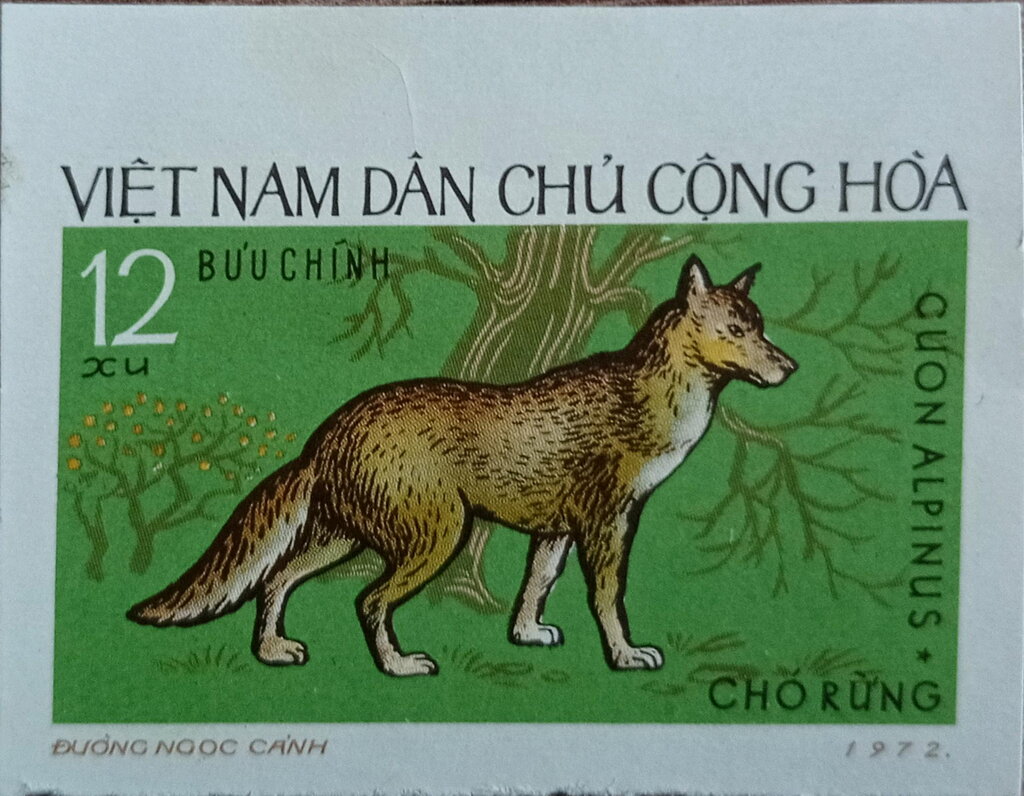 VIỆT NAM DÂN CHỦ CỘNG HÒA
12 BƯU CHÍNH
xu
CUON ALPINUS *
CHÓ RỪNG
ĐƯỜNG NGỌC CẢNH
1972.